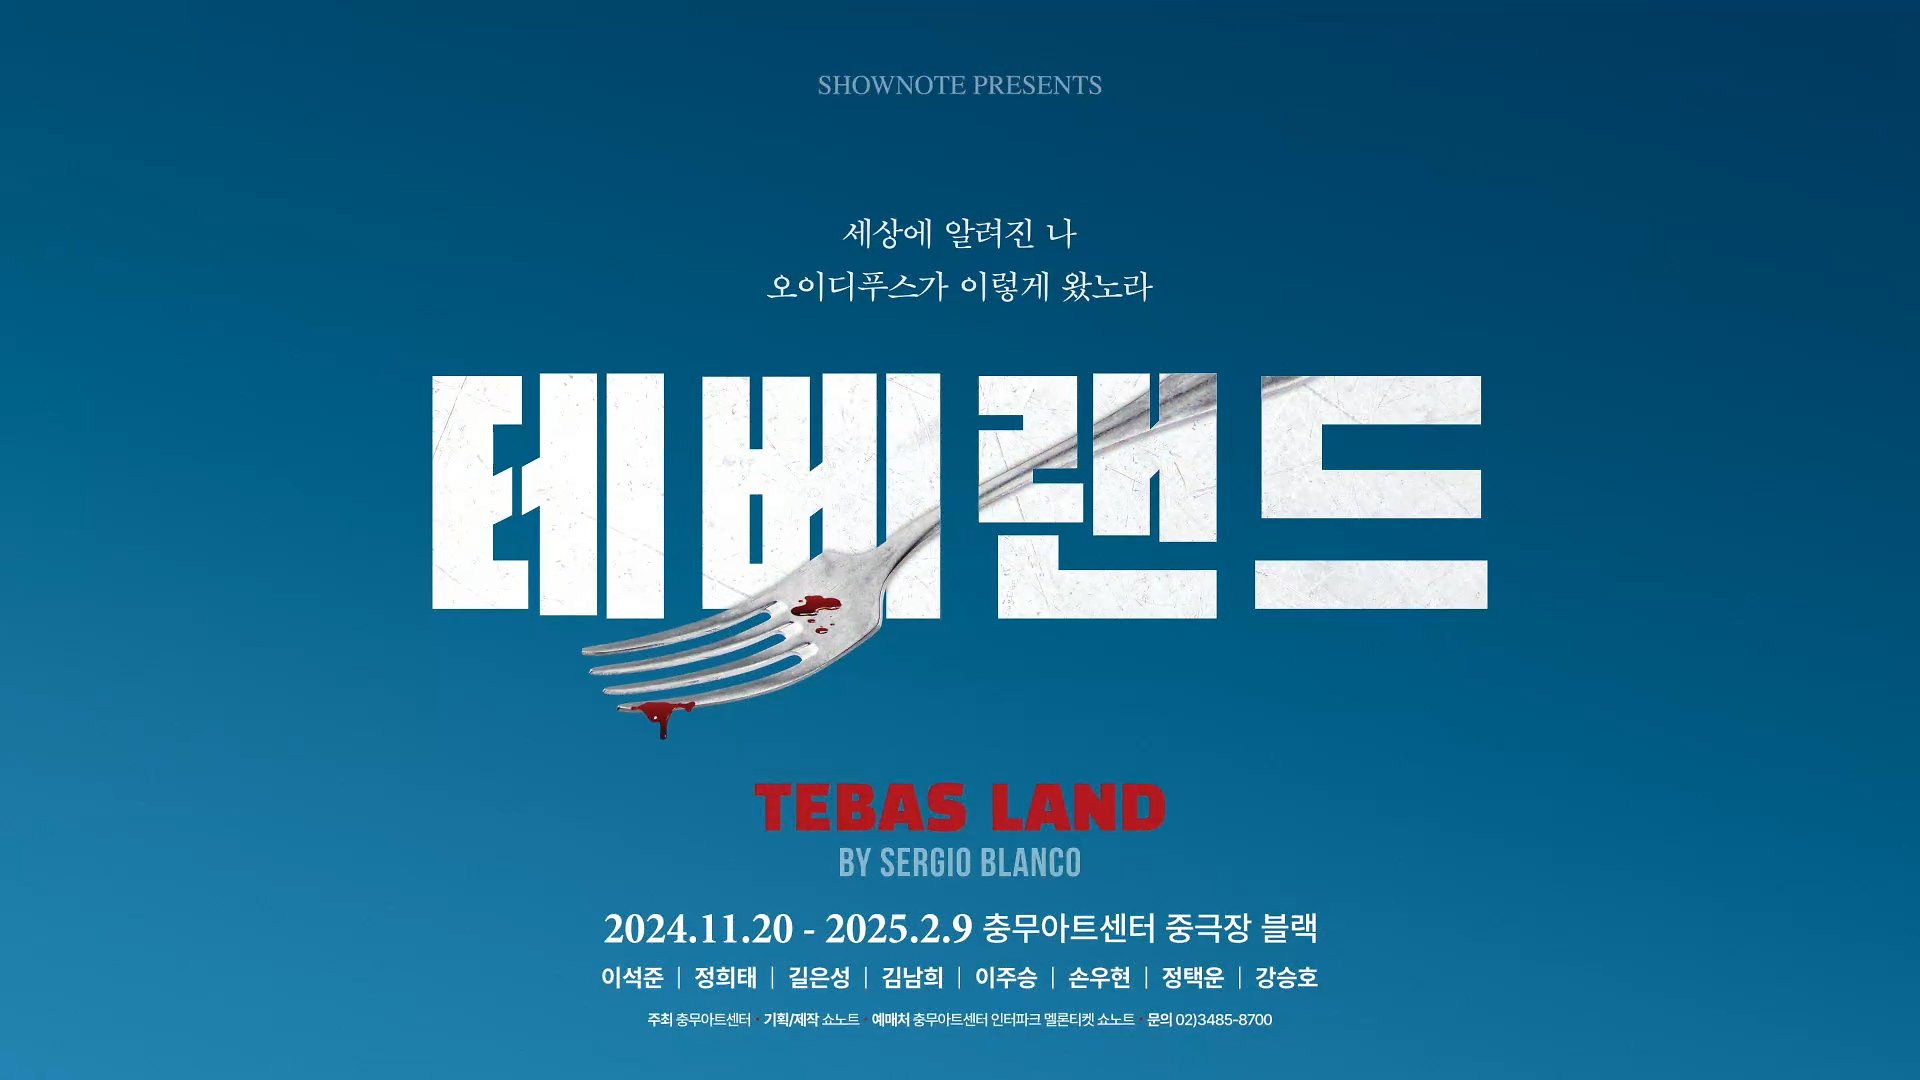 SHOWNOTE PRESENTS
세상에 알려진 나
오이디푸스가 이렇게 왔노라
테베랜드
TEBAS LAND
BY SERGIO BLANCO
2024.11.20 - 2025.2.9 충무아트센터 중극장 블랙
이석준 | 정희태 | 길은성 | 김남희 | 이주승 | 손우현 | 정택운 | 강승호
주최 충무아트센터 · 기획/제작 쇼노트 · 예매처 충무아트센터 인터파크 멜론티켓 쇼노트 · 문의 02)3485-8700